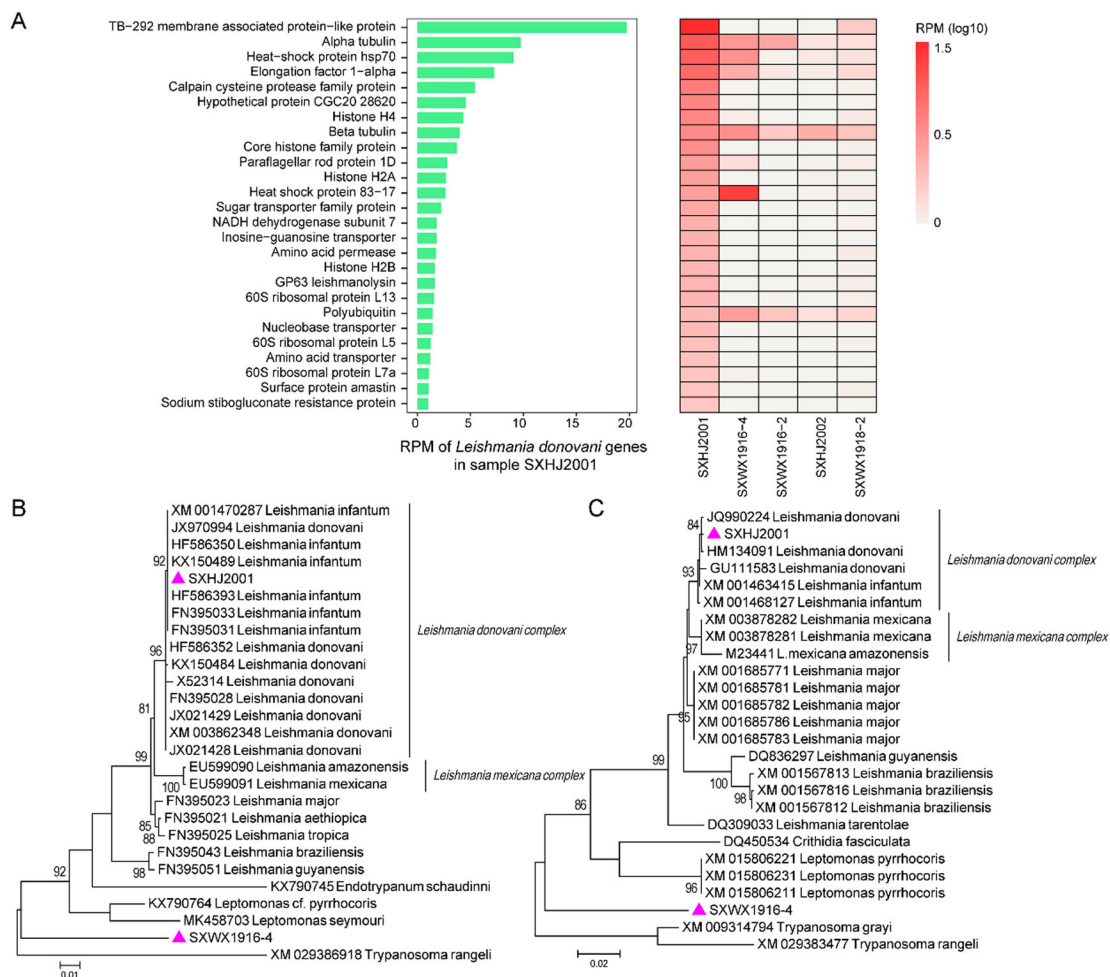 A
TB-292 membrane associated protein-like protein
Alpha tubulin
Heat-shock protein hsp70
Elongation factor 1-alpha
Calpain cysteine protease family protein
Hypothetical protein CGC20 28620
Histone H4
Beta tubulin
Core histone family protein
Paraflagellar rod protein 1D
Histone H2A
Heat shock protein 83-17
Sugar transporter family protein
NADH dehydrogenase subunit 7
Inosine-guanosine transporter
Amino acid permease
Histone H2B
GP63 leishmanolysin
60S ribosomal protein L13
Polyubiquitin
Nucleobase transporter
60S ribosomal protein L5
Amino acid transporter
60S ribosomal protein L7a
Surface protein amastin
Sodium stibogluconate resistance protein
0 5 10 15 20
RPM of Leishmania donovani genes
in sample SXHJ2001
SXHJ2001
SXWX1916-4
SXWX1916-2
SXHJ2002
SXWX1918-2
RPM (log10)
1.5
0.5
0
B
XM 001470287 Leishmania infantum
JX970994 Leishmania donovani
HF586350 Leishmania infantum
KX150489 Leishmania infantum
92
SXHJ2001
HF586393 Leishmania infantum
FN395033 Leishmania infantum
FN395031 Leishmania infantum
Leishmania donovani complex
HF586352 Leishmania donovani
96
KX150484 Leishmania donovani
X52314 Leishmania donovani
FN395028 Leishmania donovani
81
JX021429 Leishmania donovani
XM 003862348 Leishmania donovani
JX021428 Leishmania donovani
99
EU599090 Leishmania amazonensis
Leishmania mexicana complex
EU599091 Leishmania mexicana
100
FN395023 Leishmania major
FN395021 Leishmania aethiopica
85
FN395025 Leishmania tropica
88
FN395043 Leishmania braziliensis
FN395051 Leishmania guyanensis
98
92
KX790745 Endotrypanum schaudinni
KX790764 Leptomonas cf. pyrrhocoris
MK458703 Leptomonas seymouri
SXWX1916-4
XM 029386918 Trypanosoma rangeli
0.01
C
JQ990224 Leishmania donovani
84
SXHJ2001
HM134091 Leishmania donovani
Leishmania donovani complex
GU111583 Leishmania donovani
93
XM 001463415 Leishmania infantum
XM 001468127 Leishmania infantum
XM 003878282 Leishmania mexicana
XM 003878281 Leishmania mexicana
Leishmania mexicana complex
97
M23441 L.mexicana amazonensis
XM 001685771 Leishmania major
XM 001685781 Leishmania major
XM 001685782 Leishmania major
95
XM 001685786 Leishmania major
XM 001685783 Leishmania major
99
DQ836297 Leishmania guyanensis
XM 001567813 Leishmania braziliensis
100
XM 001567816 Leishmania braziliensis
98
XM 001567812 Leishmania braziliensis
86
DQ309033 Leishmania tarentolae
DQ450534 Crithidia fasciculata
XM 015806221 Leptomonas pyrrhocoris
XM 015806231 Leptomonas pyrrhocoris
96
XM 015806211 Leptomonas pyrrhocoris
SXWX1916-4
XM 009314794 Trypanosoma grayi
XM 029383477 Trypanosoma rangeli
0.02